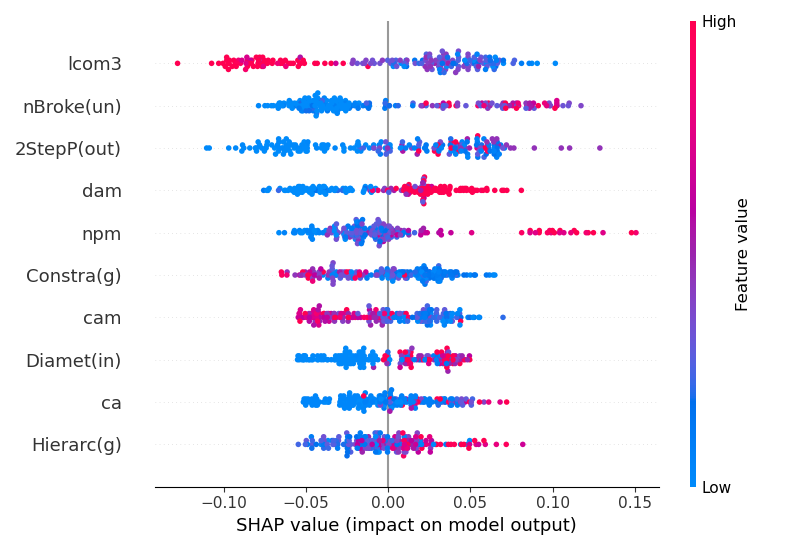 High
lcom3
nBroke(un)
2StepP(out)
dam
npm
Constra(g)
cam
Diamet(in)
ca
Hierarc(g)
Feature value
Low
−0.10 −0.05 0.00 0.05 0.10 0.15
SHAP value (impact on model output)